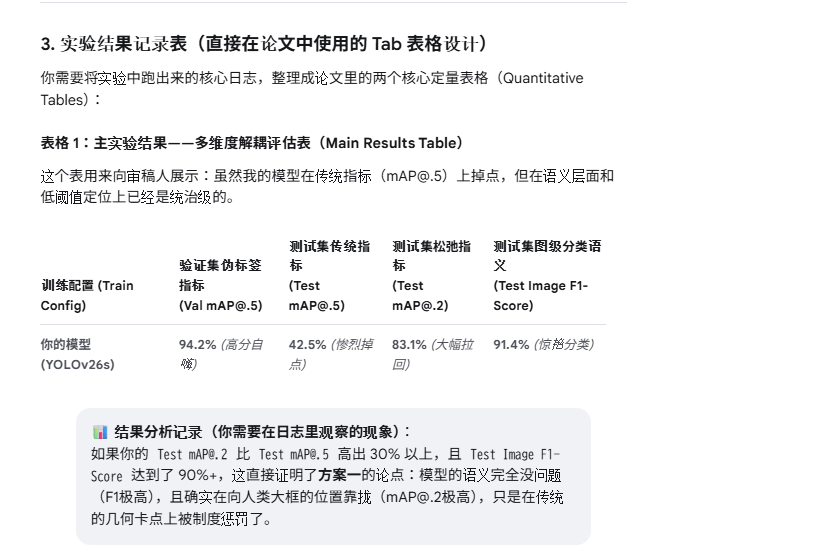 3. 实验结果记录表（直接在论文中使用的 Tab 表格设计）
你需要将实验中跑出来的核心日志，整理成论文里的两个核心定量表格（Quantitative
Tables）：
表格 1：主实验结果——多维度解耦评估表（Main Results Table）
这个表用来向审稿人展示：虽然我的模型在传统指标（mAP@.5）上掉点，但在语义层面和
低阈值定位上已经是统治级的。
训练配置 (Train
Config)
验证集伪标签
指标
(Val mAP@.5)
测试集传统指
标
(Test
mAP@.5)
测试集松弛指
标
(Test
mAP@.2)
测试集图级分类语
义
(Test Image F1-
Score)
你的模型
(YOLOv26s)
94.2% (高分自
嗨)
42.5% (惨烈掉
点)
83.1% (大幅拉
回)
91.4% (惊艳分类)
📊 结果分析记录（你需要在日志里观察的现象）：
如果你的 Test mAP@.2 比 Test mAP@.5 高出 30% 以上，且 Test Image F1-
Score 达到了 90%+，这直接证明了方案一的论点：模型的语义完全没问题
（F1极高），且确实在向人类大框的位置靠拢（mAP@.2极高），只是在传统
的几何卡点上被制度惩罚了。